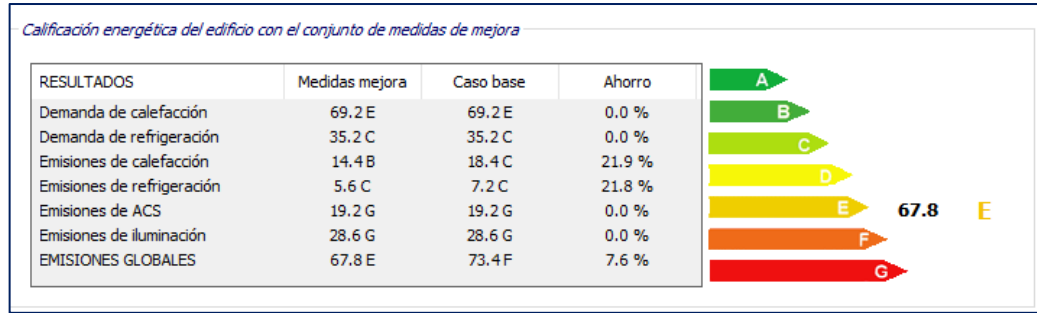 Calificación energética del edificio con el conjunto de medidas de mejora
RESULTADOS Medidas mejora Caso base Ahorro
Demanda de calefacción 69.2 E 69.2 E 0.0 %
Demanda de refrigeración 35.2 C 35.2 C 0.0 %
Emisiones de calefacción 14.4 B 18.4 C 21.9 %
Emisiones de refrigeración 5.6 C 7.2 C 21.8 %
Emisiones de ACS 19.2 G 19.2 G 0.0 %
Emisiones de iluminación 28.6 G 28.6 G 0.0 %
EMISIONES GLOBALES 67.8 E 73.4 F 7.6 %
A
B
C
D
E 67.8 E
F
G